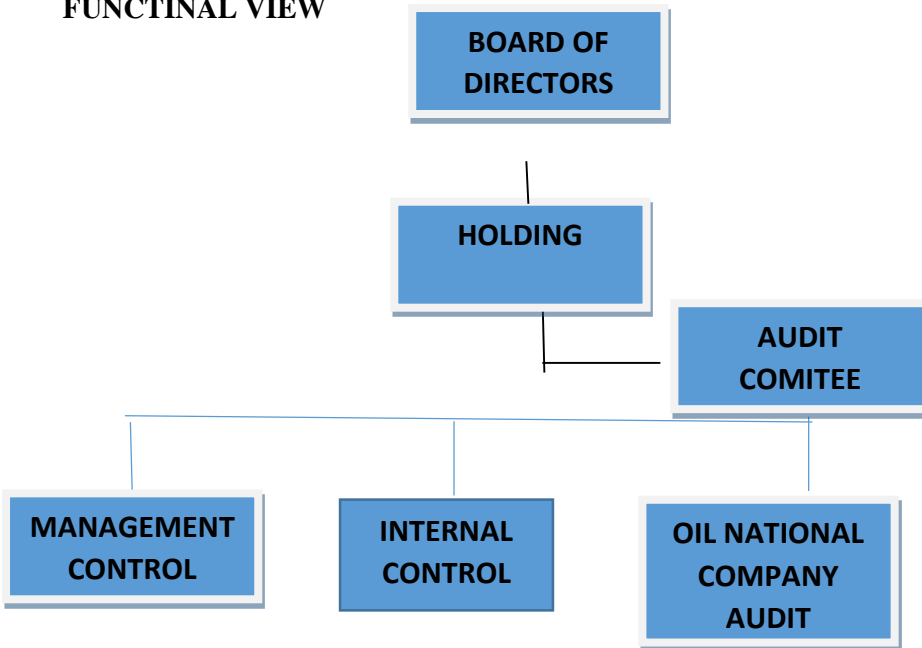 FUNCTINAL VIEW
BOARD OF
DIRECTORS
HOLDING
AUDIT
COMITEE
MANAGEMENT
CONTROL
INTERNAL
CONTROL
OIL NATIONAL
COMPANY
AUDIT